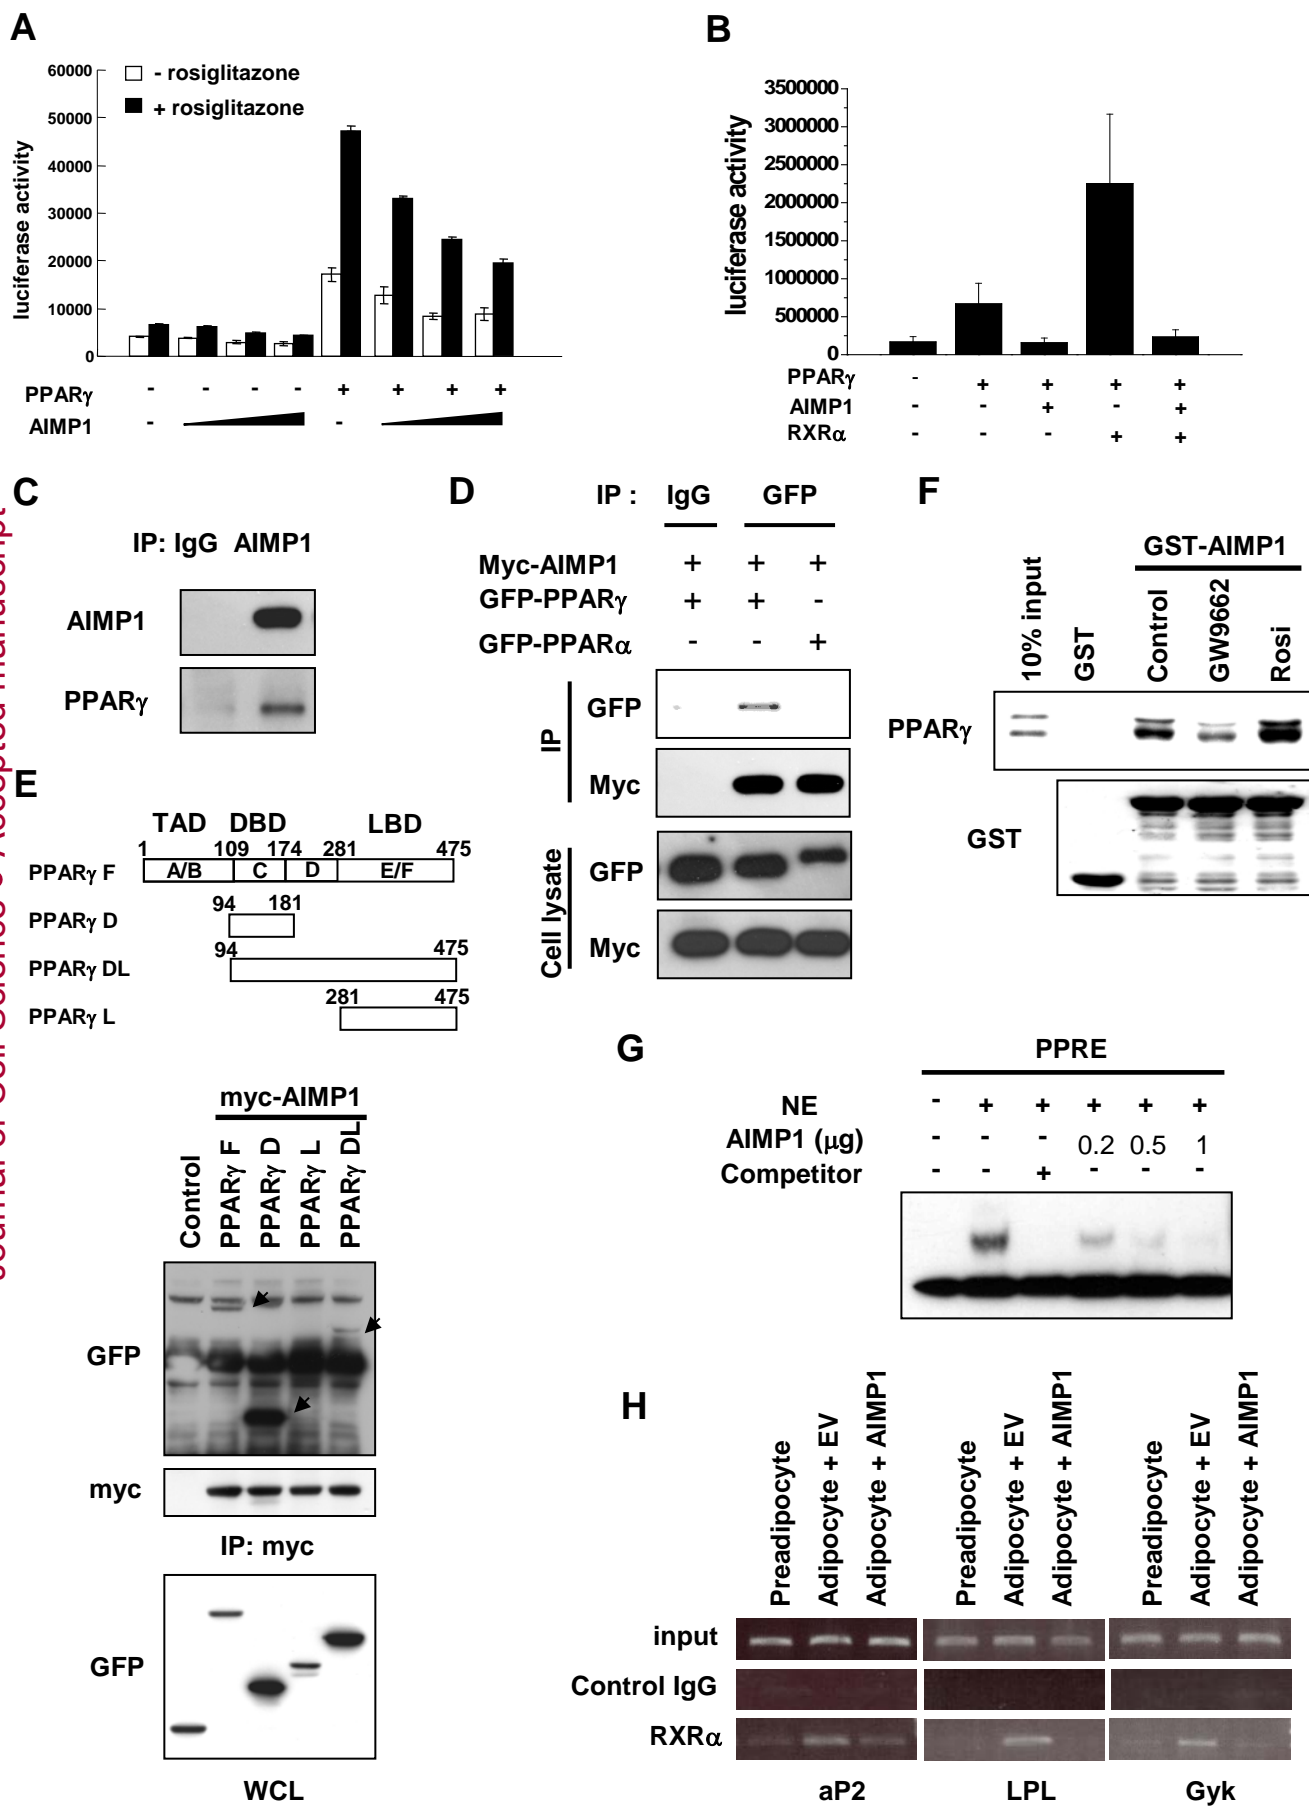 A
60000
50000
40000
30000
20000
10000
0
luciferase activity
- rosiglitazone
+ rosiglitazone
PPARγ - - - - + + + +
AIMP1 - -
B
3500000
3000000
2500000
2000000
1500000
1000000
500000
0
luciferase activity
PPARγ - + + + +
AIMP1 - - + - +
RXRα - - - + +
C
IP: IgG AIMP1
AIMP1
PPARγ
D
IP : IgG GFP
Myc-AIMP1 + + +
GFP-PPARγ + + -
GFP-PPARα - - +
IP
GFP
Myc
Cell lysate
GFP
Myc
F
GST-AIMP1
10% input
GST
Control
GW9662
Rosi
PPARγ
GST
E
TAD DBD LBD
1 109 174 281 475
PPARγ F A/B C D E/F
94 181
PPARγ D
94 475
PPARγ DL
281 475
PPARγ L
myc-AIMP1
Control
PPARγ F
PPARγ D
PPARγ L
PPARγ DL
GFP
myc
IP: myc
GFP
WCL
G
PPRE
NE - + + + + +
AIMP1 (μg) - - - 0.2 0.5 1
Competitor - - + - - -
H
Preadipocyte
Adipocyte + EV
Adipocyte + AIMP1
Preadipocyte
Adipocyte + EV
Adipocyte + AIMP1
Preadipocyte
Adipocyte + EV
Adipocyte + AIMP1
input
Control IgG
RXRα
aP2 LPL Gyk
Journal of Cell Science Accepted manuscript